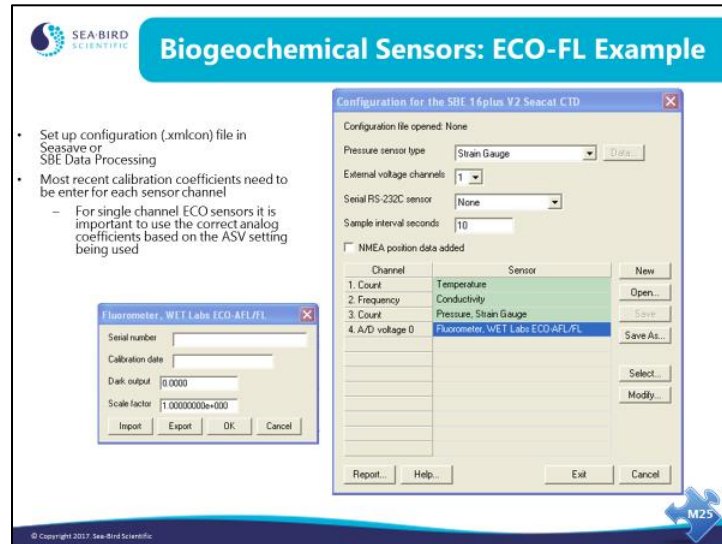 SEA·BIRD
SCIENTIFIC
Biogeochemical Sensors: ECO-FL Example
• Set up configuration (.xmlcon) file in
Seasave or
SBE Data Processing
• Most recent calibration coefficients need to
be enter for each sensor channel
– For single channel ECO sensors it is
important to use the correct analog
coefficients based on the ASV setting
being used
Fluorometer, WET Labs ECO-AFL/FL
Serial number
Calibration date
Dark output 0.0000
Scale factor 1.00000000e+000
Import Export OK Cancel
Configuration for the SBE 16plus V2 Seacat CTD
Configuration file opened: None
Pressure sensor type Strain Gauge Data...
External voltage channels 1
Serial RS-232C sensor None
Sample interval seconds 10
NMEA position data added
Channel Sensor New
1. Count Temperature
2. Frequency Conductivity Open...
3. Count Pressure, Strain Gauge Save
4. A/D voltage 0 Fluorometer, WET Labs ECO-AFL/FL Save As...
Select...
Modify...
Report... Help... Exit Cancel
M25
© Copyright 2017. Sea-Bird Scientific